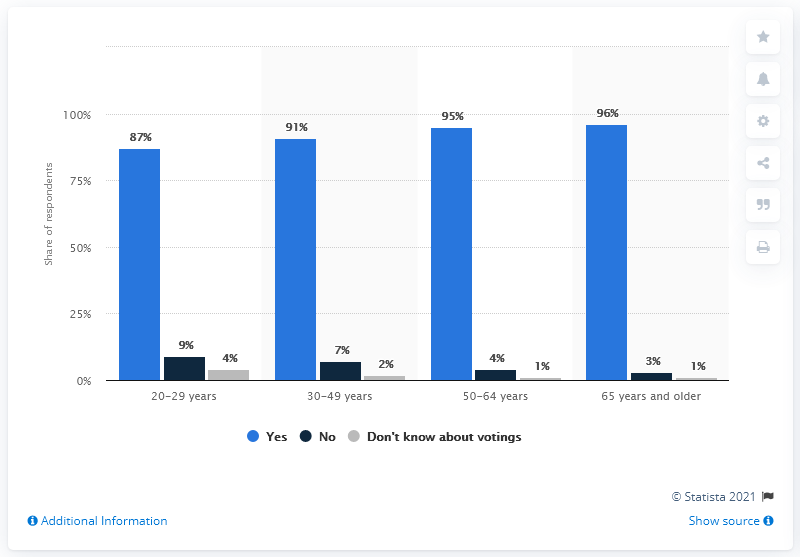 Share of respondents
100%
75%
50%
25%
0%
87%
9%
4%
91%
7%
2%
95%
4%
1%
96%
3%
1%
20-29 years
30-49 years
50-64 years
65 years and older
Yes
No
Don't know about votings
© Statista 2021
Additional Information
Show source